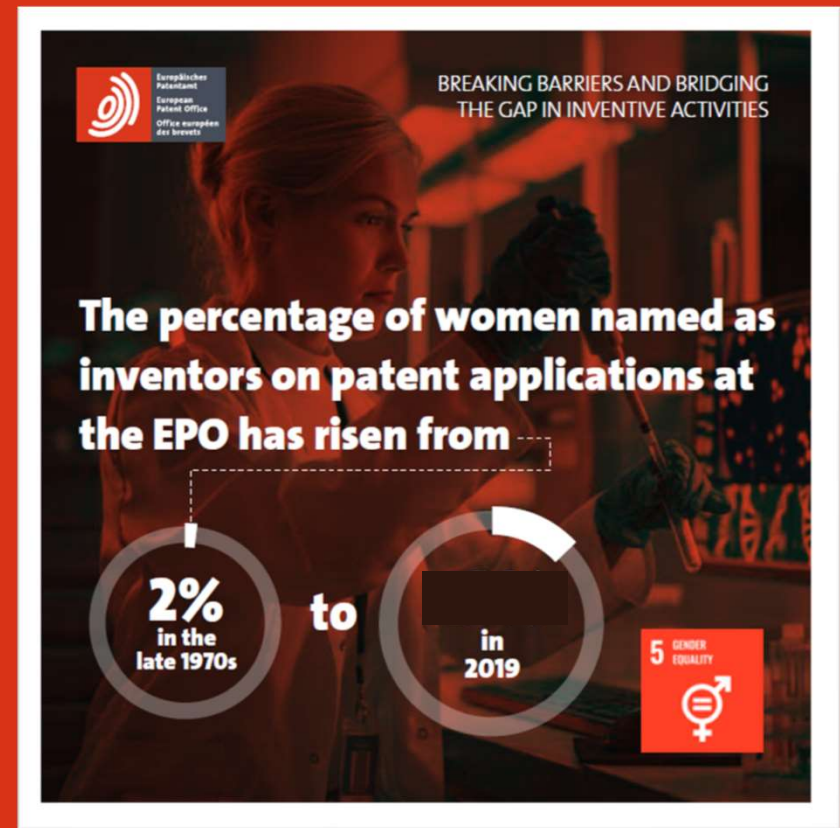 Europäisches
Patentamt
European
Patent Office
Office européen
des brevets
BREAKING BARRIERS AND BRIDGING
THE GAP IN INVENTIVE ACTIVITIES
The percentage of women named as
inventors on patent applications at
the EPO has risen from
2%
in the
late 1970s
to
in
2019
5 GENDER
EQUALITY